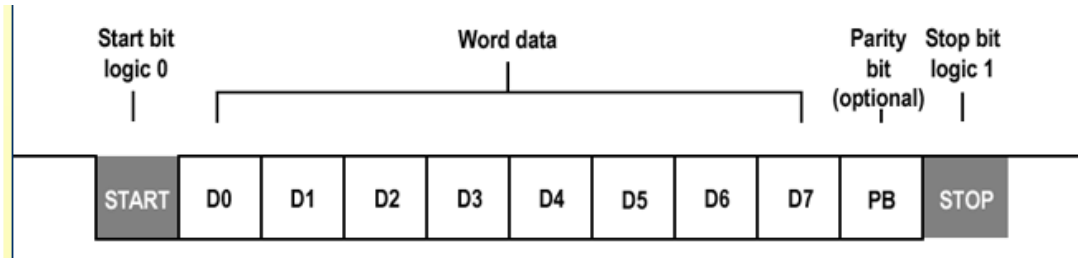 Start bit
logic 0
Word data
Parity
bit
(optional)
Stop bit
logic 1
START D0 D1 D2 D3 D4 D5 D6 D7 PB STOP